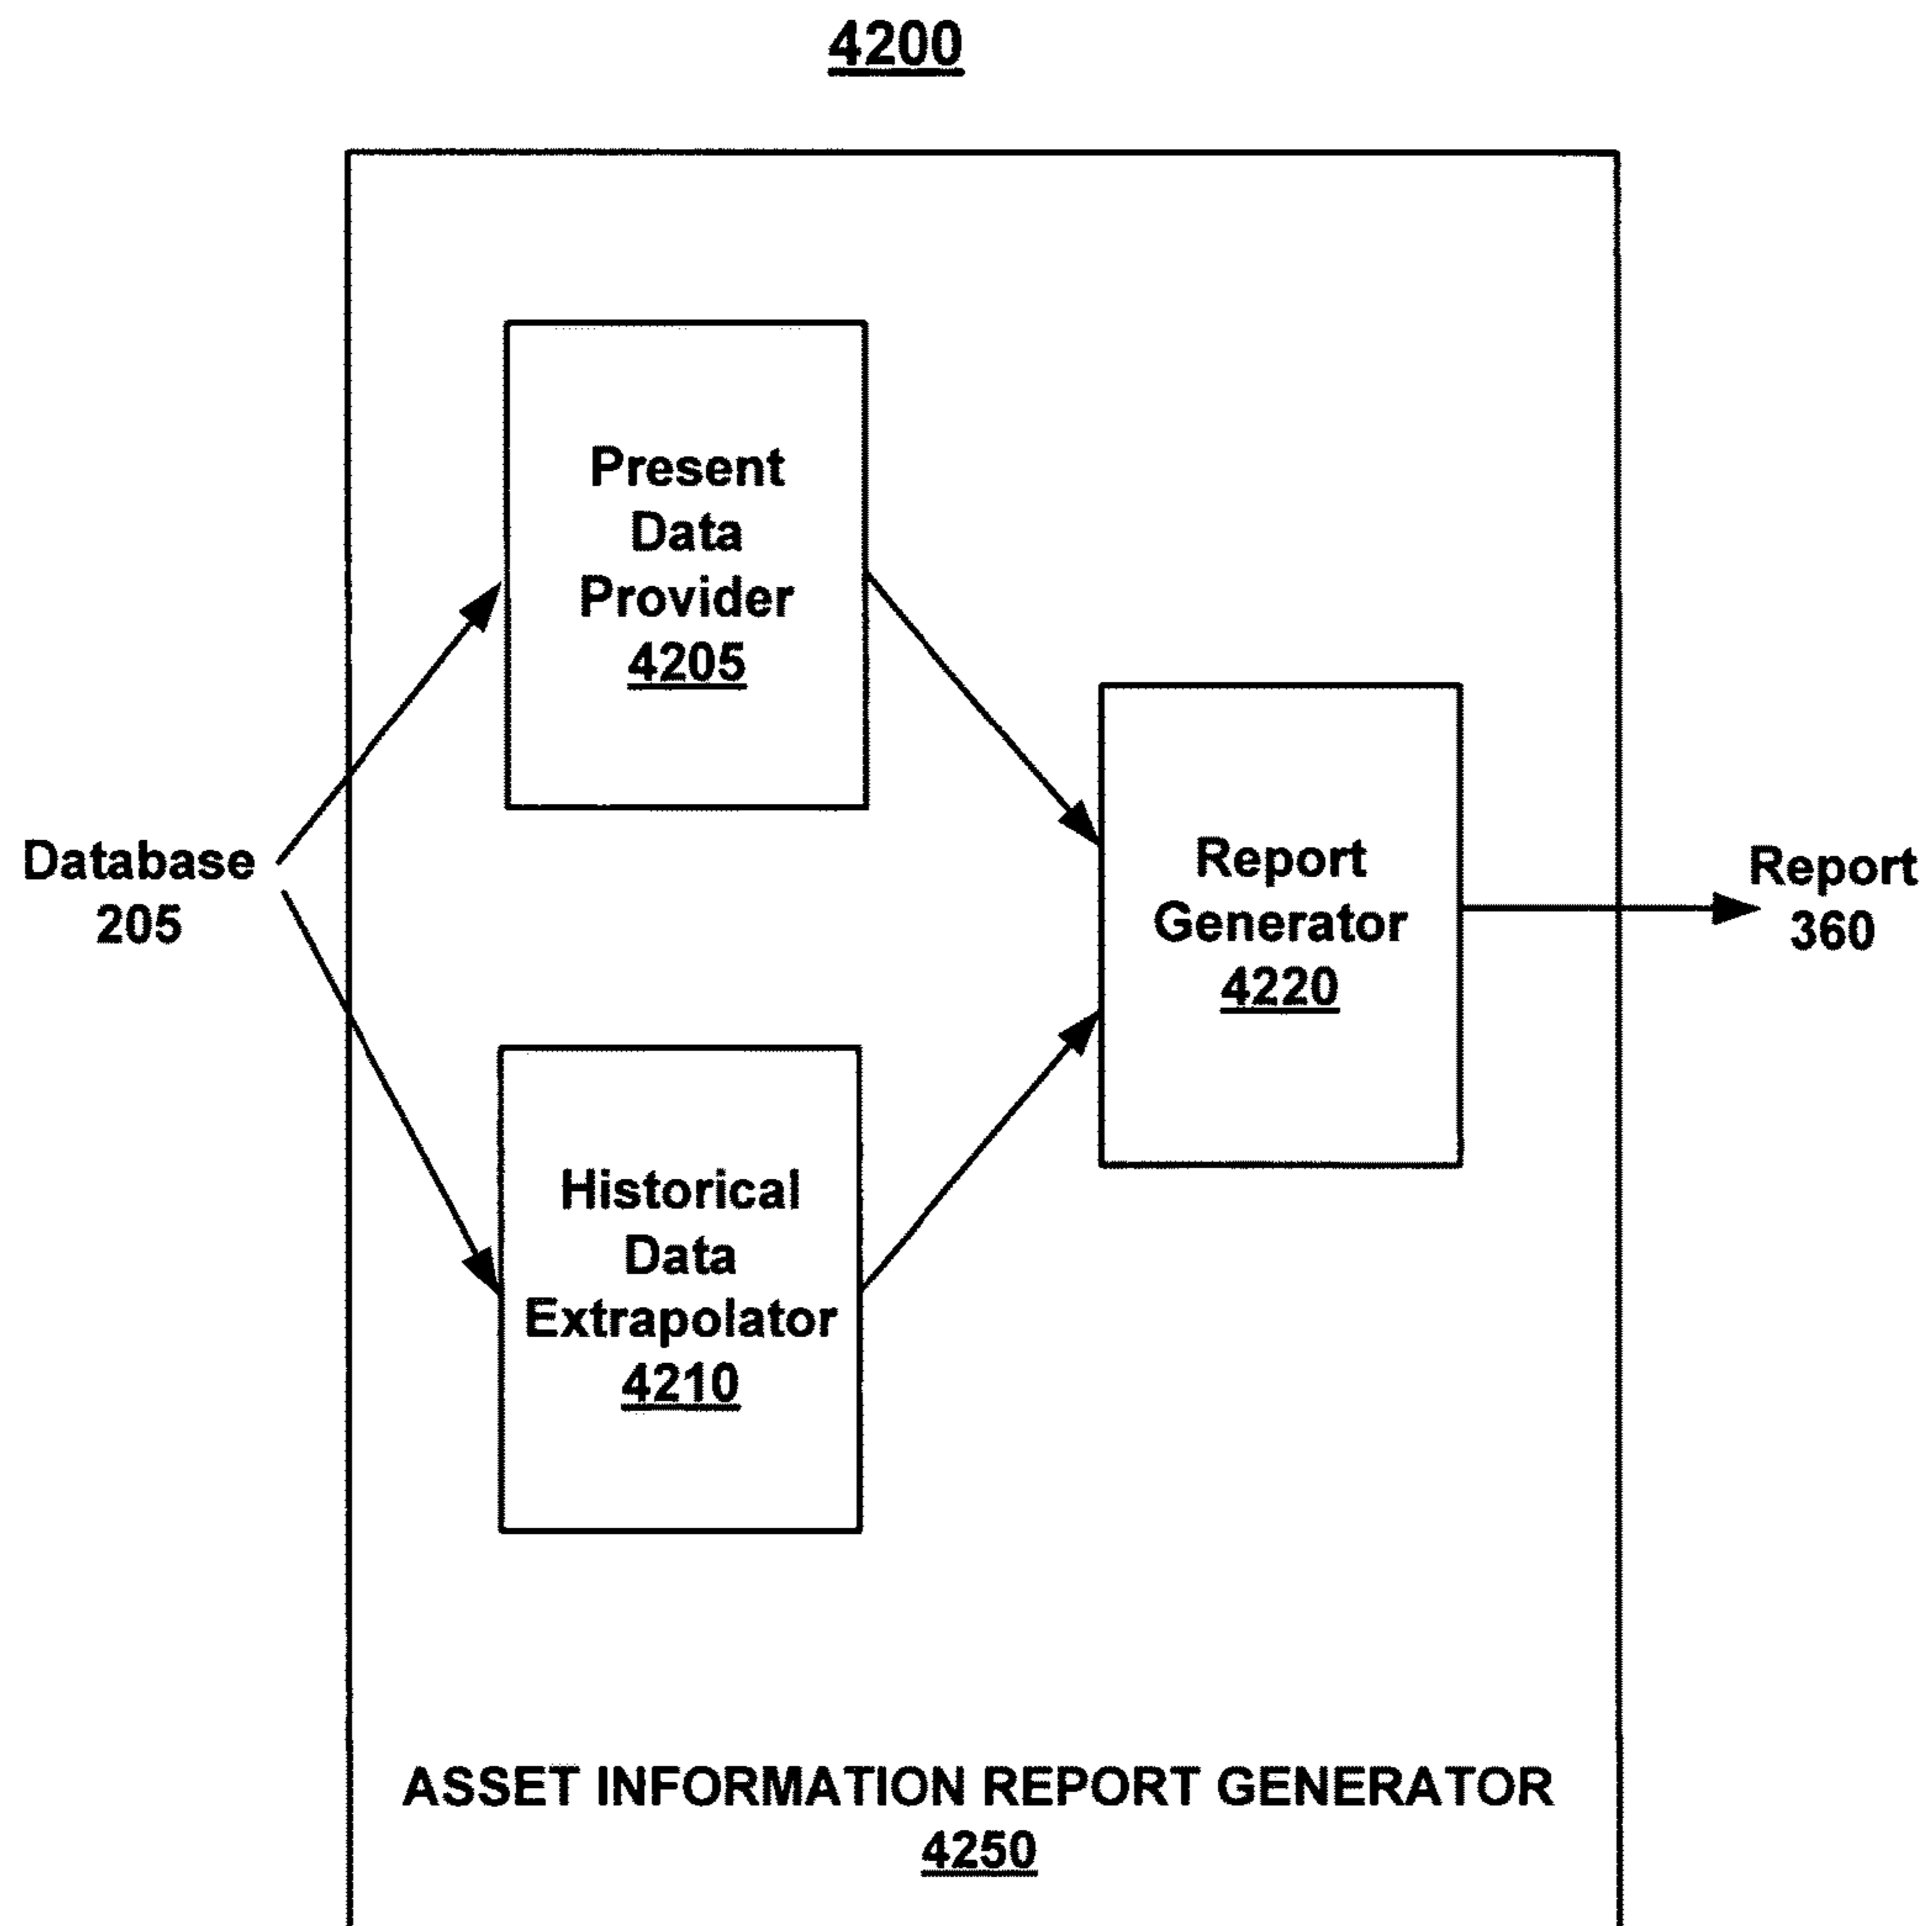 4200
Present
Data
Provider
4205
Database
205
Report
Generator
4220
Report
360
Historical
Data
Extrapolator
4210
ASSET INFORMATION REPORT GENERATOR
4250